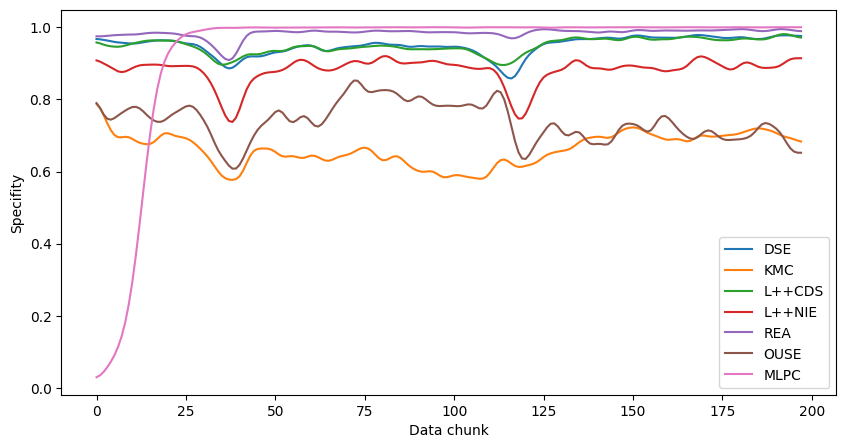 1.0
0.8
0.6
0.4
0.2
0.0
Specifity
0 25 50 75 100 125 150 175 200
Data chunk
DSE
KMC
L++CDS
L++NIE
REA
OUSE
MLPC